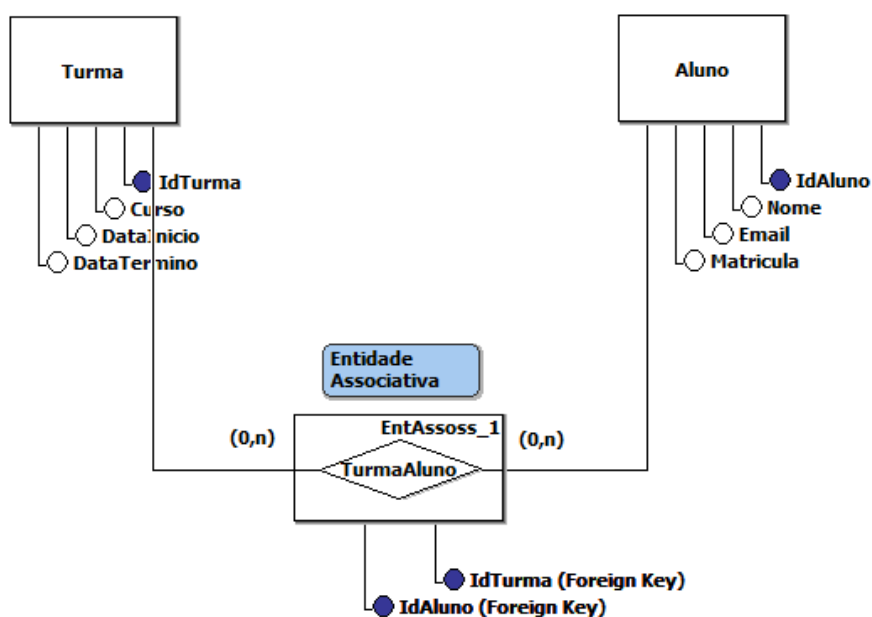 Turma
Aluno
IdTurma
Curso
DataInicio
DataTermino
IdAluno
Nome
Email
Matricula
Entidade
Associativa
EntAssoss_1
(0,n)
(0,n)
TurmaAluno
IdTurma (Foreign Key)
IdAluno (Foreign Key)